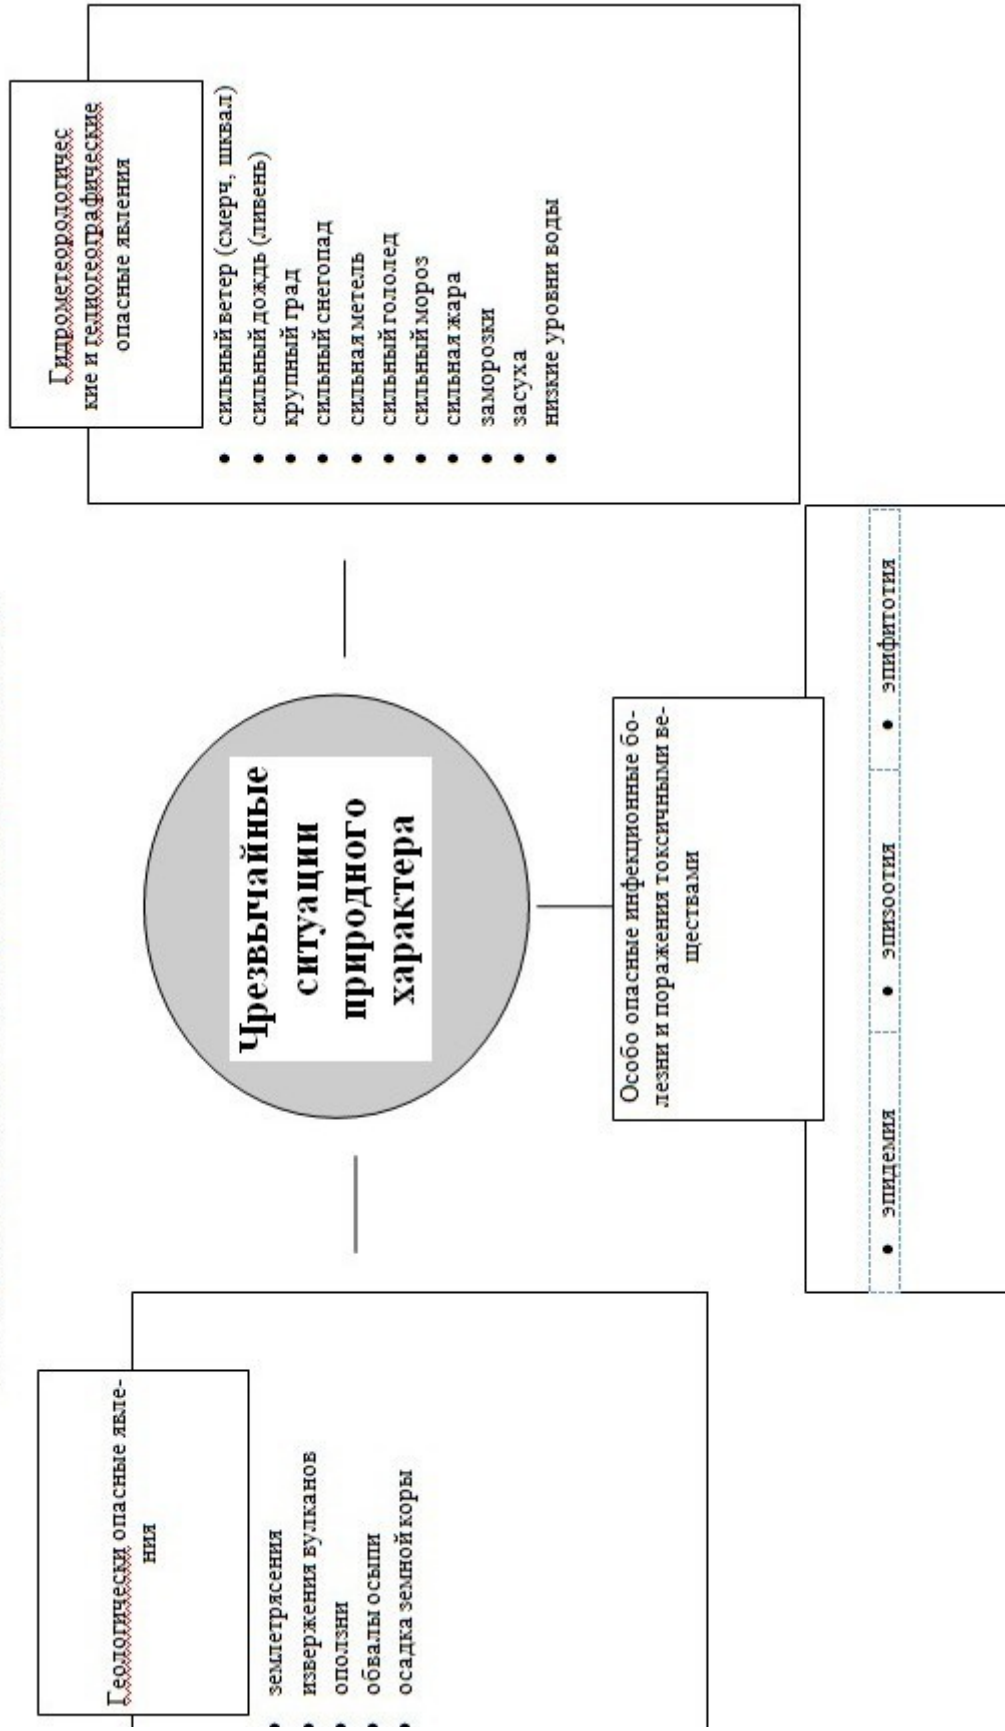 Геологически опасные явле-
ния
• землетрясения
• извержения вулканов
• оползни
• обвалы осыпи
• осадка земной коры
Чрезвычайные
ситуации
природного
характера
Гидрометеорологичес
кие и гелиогеографические
опасные явления
• сильный ветер (смерч, шквал)
• сильный дождь (ливень)
• крупный град
• сильный снегопад
• сильная метель
• сильный гололед
• сильный мороз
• сильная жара
• заморозки
• засуха
• низкие уровни воды
Особо опасные инфекционные бо-
лезни и поражения токсичными ве-
ществами
• эпидемия
• эпизоотия
• эпифитотия